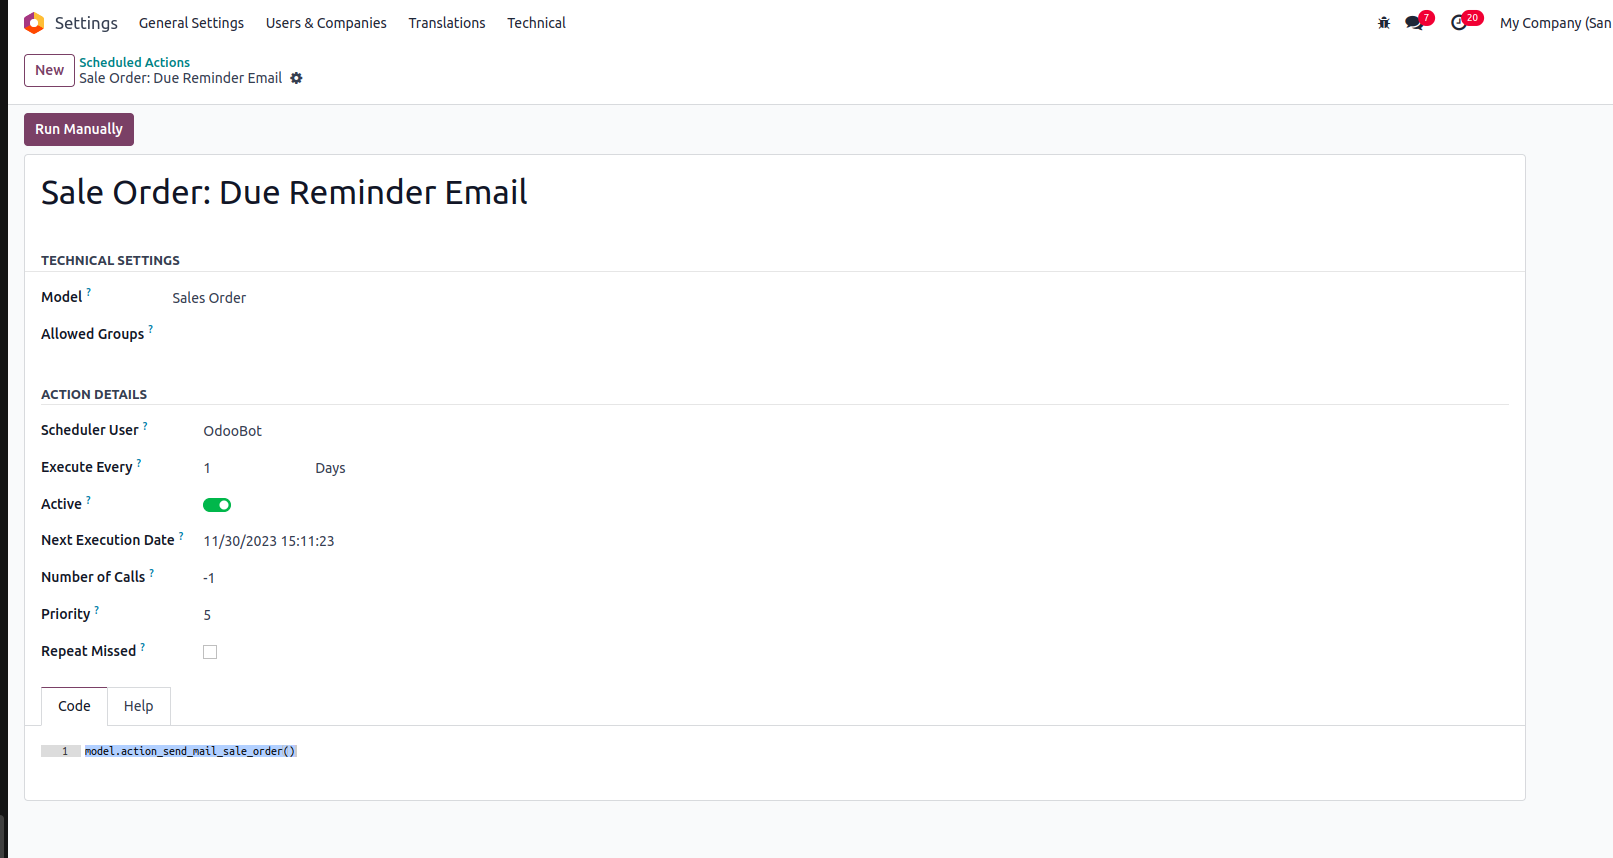 Settings General Settings Users & Companies Translations Technical 7 20 My Company (San
New Scheduled Actions
Sale Order: Due Reminder Email
Run Manually
Sale Order: Due Reminder Email
TECHNICAL SETTINGS
Model ? Sales Order
Allowed Groups ?
ACTION DETAILS
Scheduler User ? OdooBot
Execute Every ? 1 Days
Active ?
Next Execution Date ? 11/30/2023 15:11:23
Number of Calls ? -1
Priority ? 5
Repeat Missed ?
Code Help
1 model.action_send_mail_sale_order()